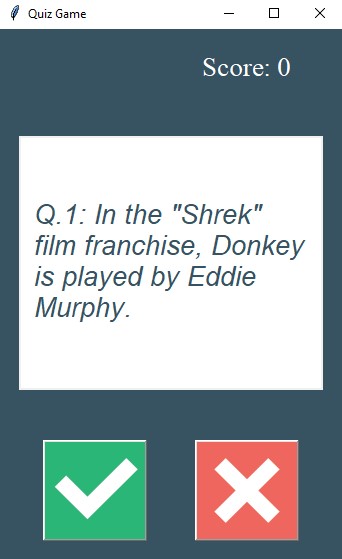 Quiz Game
Score: 0
Q.1: In the "Shrek"
film franchise, Donkey
is played by Eddie
Murphy.